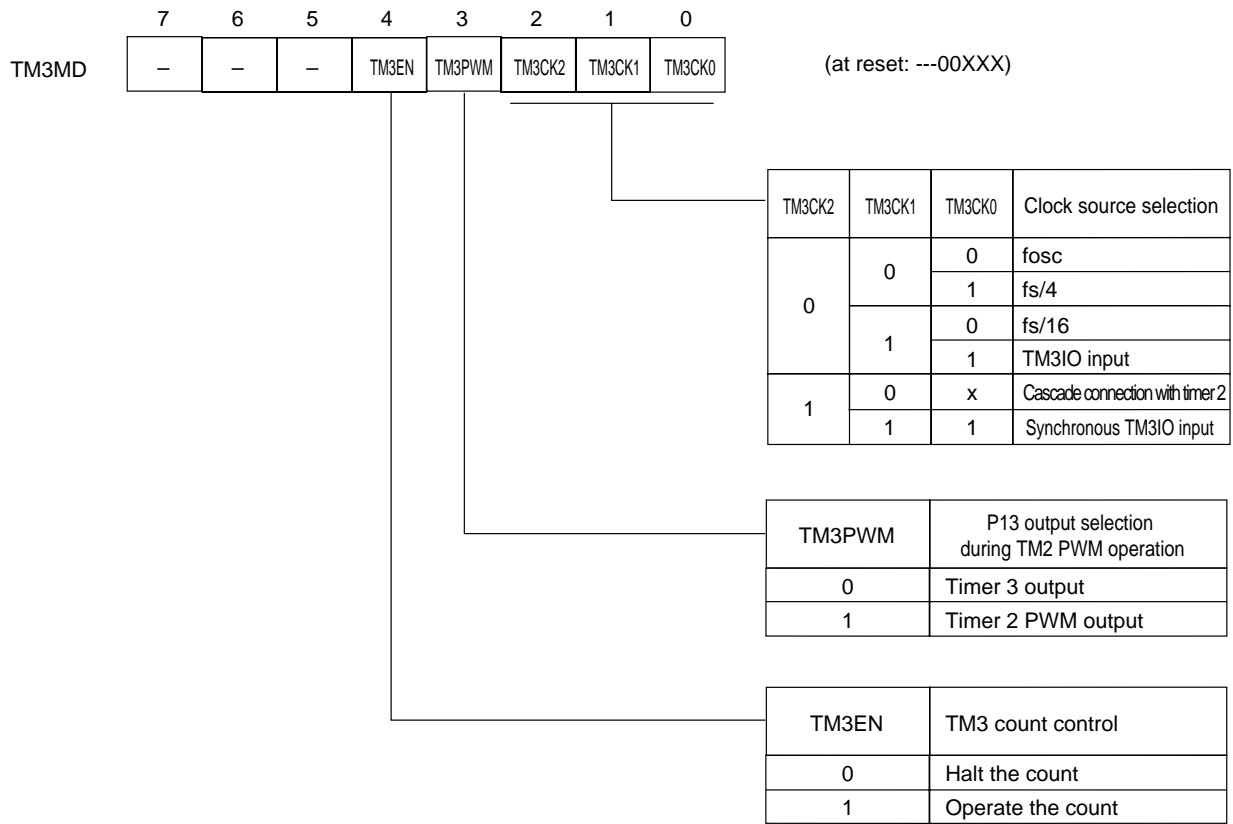 7 6 5 4 3 2 1 0
TM3MD – – – TM3EN TM3PWM TM3CK2 TM3CK1 TM3CK0 (at reset: ---00XXX)
TM3CK2 TM3CK1 TM3CK0 Clock source selection
0 0 0 fosc
1 fs/4
1 0 fs/16
1 TM3IO input
1 0 x Cascade connection with timer 2
1 1 Synchronous TM3IO input
TM3PWM P13 output selection
during TM2 PWM operation
0 Timer 3 output
1 Timer 2 PWM output
TM3EN TM3 count control
0 Halt the count
1 Operate the count